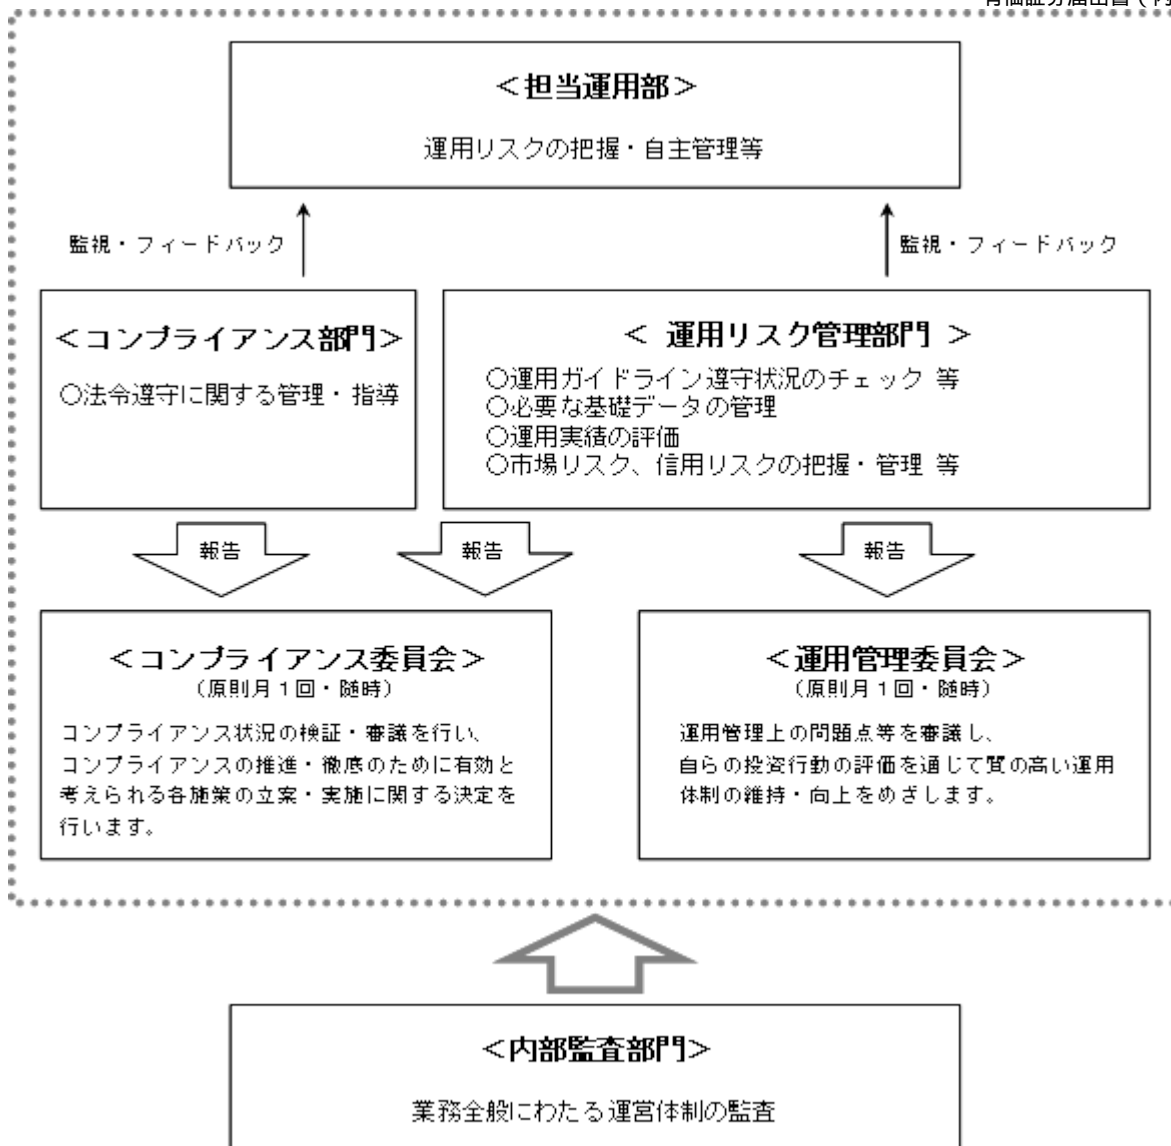 ＜担当運用部＞
運用リスクの把握・自主管理等
監視・フィードバック
監視・フィードバック
＜コンプライアンス部門＞
○法令遵守に関する管理・指導
＜ 運用リスク管理部門 ＞
○運用ガイドライン遵守状況のチェック 等
○必要な基礎データの管理
○運用実績の評価
○市場リスク、信用リスクの把握・管理 等
報告
報告
報告
＜コンプライアンス委員会＞
（原則月１回・随時）
コンプライアンス状況の検証・審議を行い、
コンプライアンスの推進・徹底のために有効と
考えられる各施策の立案・実施に関する決定を
行います。
＜運用管理委員会＞
（原則月１回・随時）
運用管理上の問題点等を審議し、
自らの投資行動の評価を通じて質の高い運用
体制の維持・向上をめざします。
＜内部監査部門＞
業務全般にわたる運営体制の監査